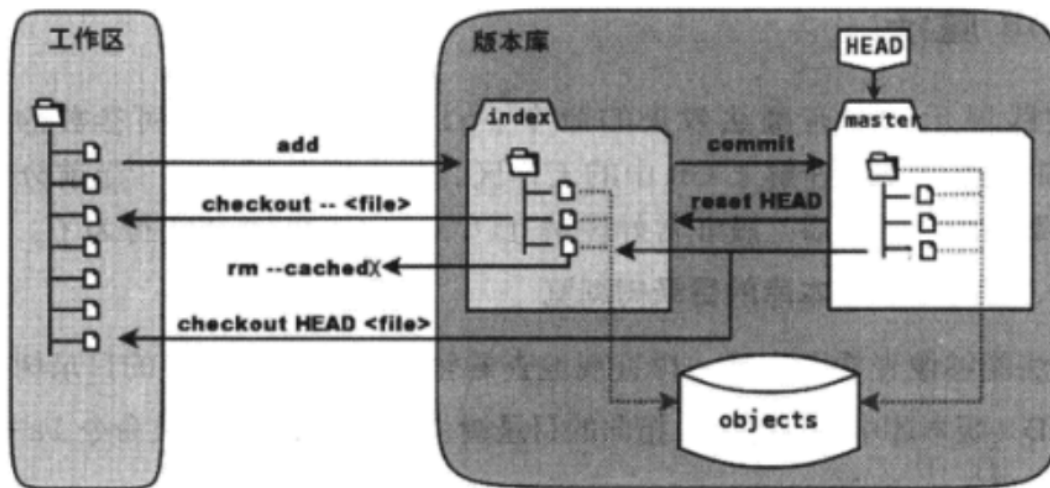 工作区
版本库
HEAD
index
master
add
commit
checkout -- <file>
reset HEAD
rm --cached
checkout HEAD <file>
objects